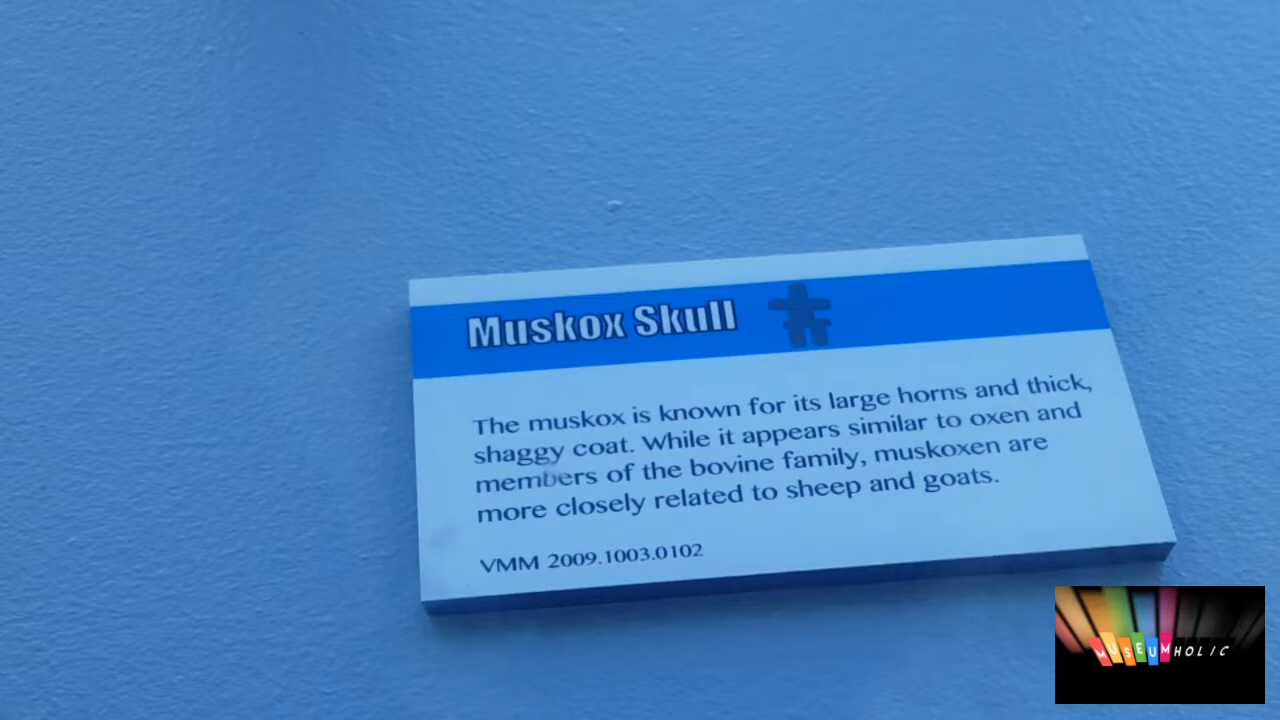 Muskox Skull
The muskox is known for its large horns and thick,
shaggy coat. While it appears similar to oxen and
members of the bovine family, muskoxen are
more closely related to sheep and goats.
VMM 2009.1003.0102
MUSEUMHOLIC